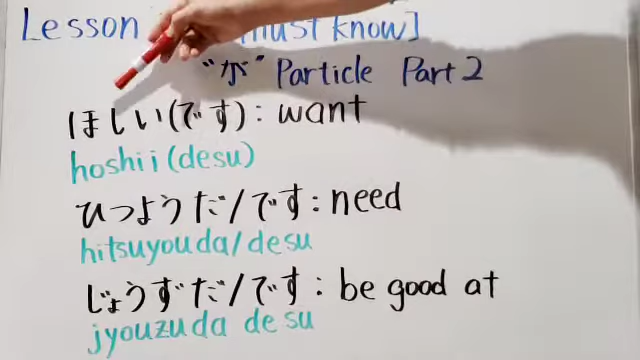 Lesson must know]
"が" Particle Part 2
ほしい(です): want
hoshii(desu)
ひつようだ/です: need
hitsuyouda/desu
じょうずだ/です: be good at
jyouzuda desu